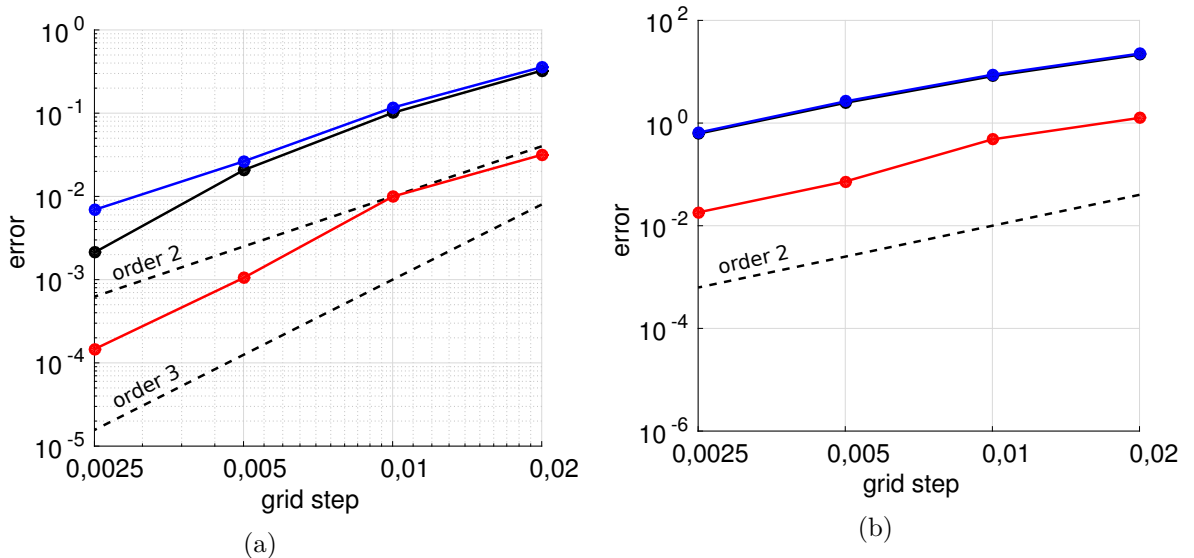 10^0
10^-1
10^-2
10^-3
10^-4
10^-5
error
order 2
order 3
0,0025 0,005 0,01 0,02
grid step
(a)
10^2
10^0
10^-2
10^-4
10^-6
error
order 2
0,0025 0,005 0,01 0,02
grid step
(b)